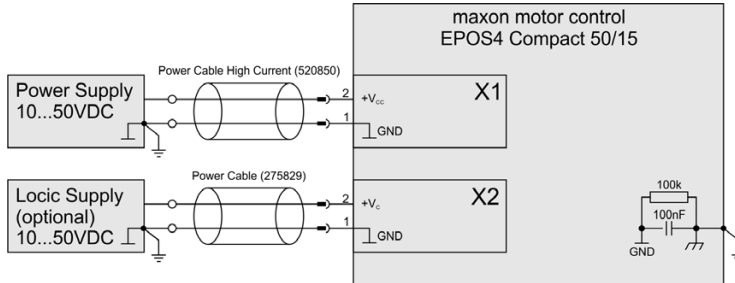 maxon motor control
EPOS4 Compact 50/15
Power Cable High Current (520850)
Power Supply
10...50VDC
2
+Vcc
X1
1
GND
Power Cable (275829)
Locic Supply
(optional)
10...50VDC
2
+Vc
X2
1
GND
100k
100nF
GND